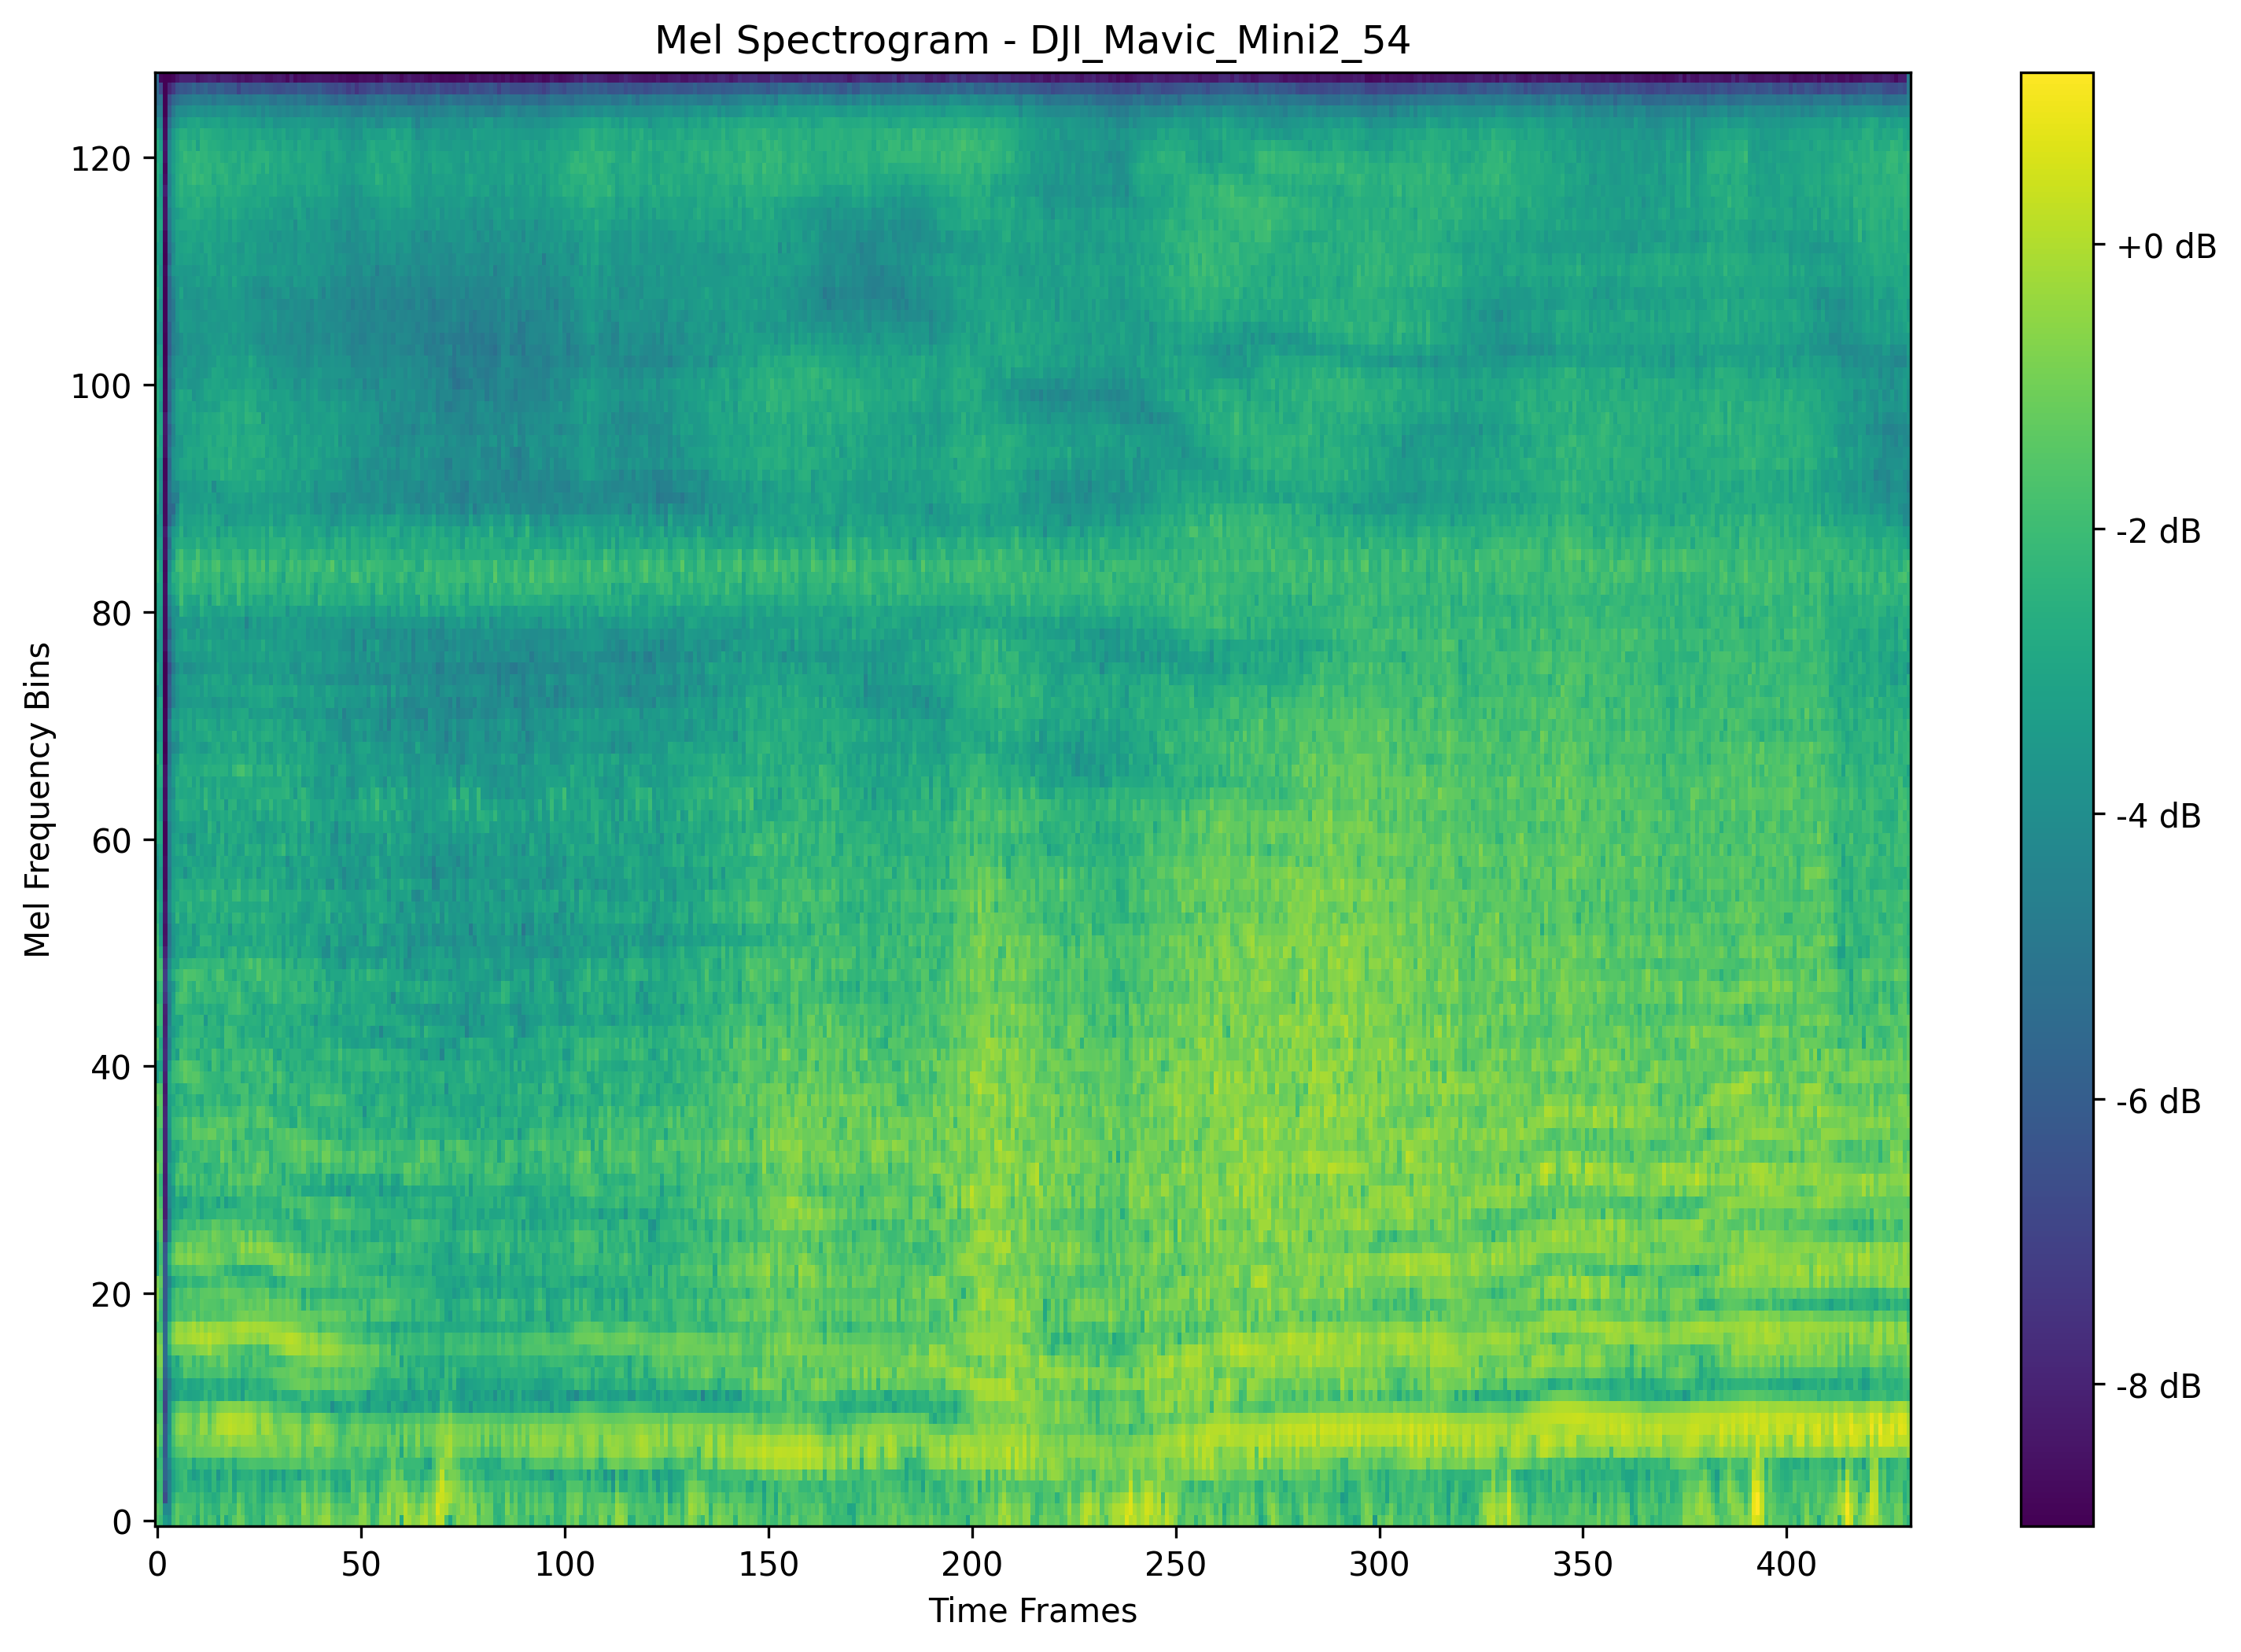 Mel Spectrogram - DJI_Mavic_Mini2_54
120
100
80
60
40
20
0
Mel Frequency Bins
0 50 100 150 200 250 300 350 400
Time Frames
+0 dB
-2 dB
-4 dB
-6 dB
-8 dB